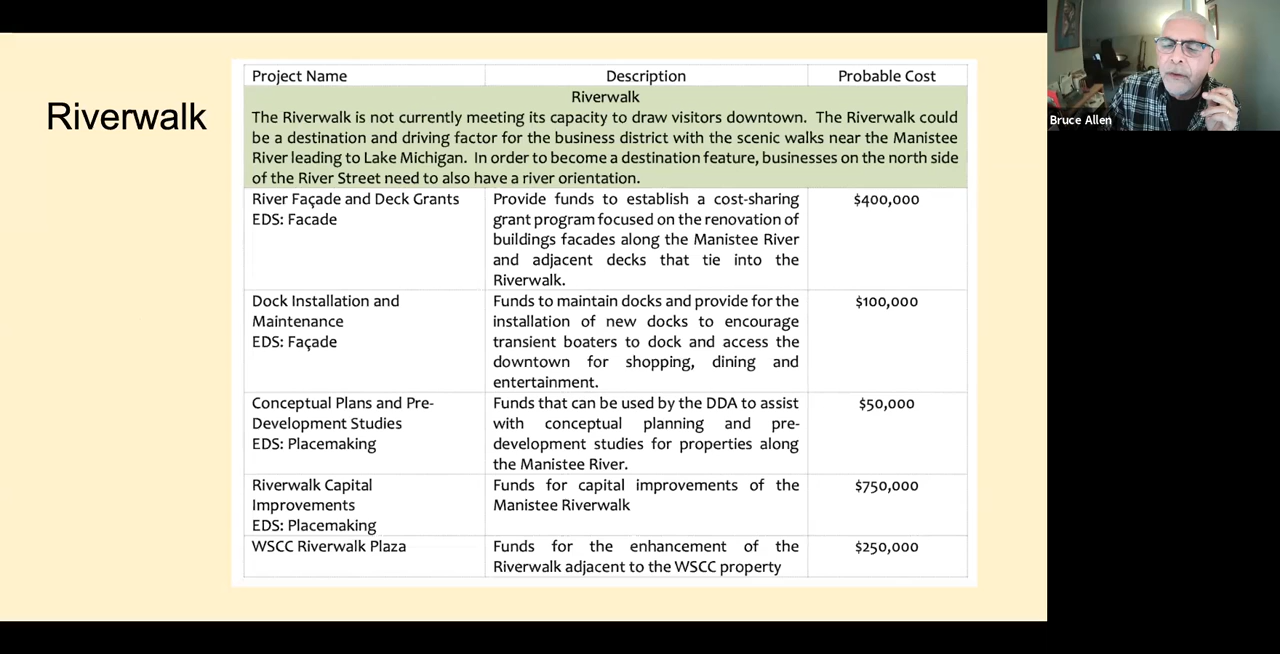 Riverwalk
Project Name
Description
Probable Cost
Riverwalk
The Riverwalk is not currently meeting its capacity to draw visitors downtown. The Riverwalk could
be a destination and driving factor for the business district with the scenic walks near the Manistee
River leading to Lake Michigan. In order to become a destination feature, businesses on the north side
of the River Street need to also have a river orientation.
River Façade and Deck Grants
EDS: Facade
Provide funds to establish a cost-sharing
grant program focused on the renovation of
buildings facades along the Manistee River
and adjacent decks that tie into the
Riverwalk.
$400,000
Dock Installation and
Maintenance
EDS: Façade
Funds to maintain docks and provide for the
installation of new docks to encourage
transient boaters to dock and access the
downtown for shopping, dining and
entertainment.
$100,000
Conceptual Plans and Pre-
Development Studies
EDS: Placemaking
Funds that can be used by the DDA to assist
with conceptual planning and pre-
development studies for properties along
the Manistee River.
$50,000
Riverwalk Capital
Improvements
EDS: Placemaking
Funds for capital improvements of the
Manistee Riverwalk
$750,000
WSCC Riverwalk Plaza
Funds for the enhancement of the
Riverwalk adjacent to the WSCC property
$250,000
Bruce Allen